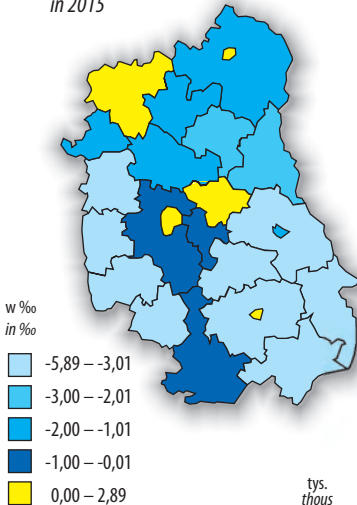 in 2015
w ‰
in ‰
-5,89 – -3,01
-3,00 – -2,01
-2,00 – -1,01
-1,00 – -0,01
0,00 – 2,89
tys.
thous